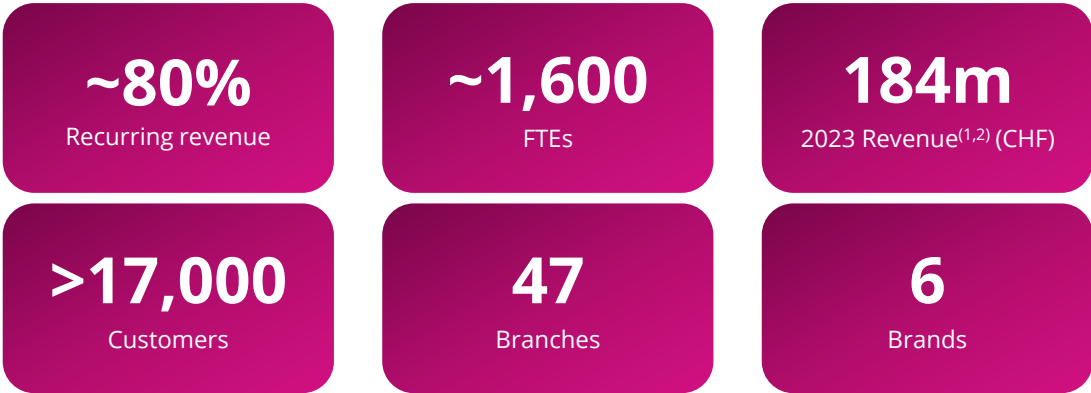 ~80%
Recurring revenue
~1,600
FTEs
184m
2023 Revenue(1,2) (CHF)
>17,000
Customers
47
Branches
6
Brands